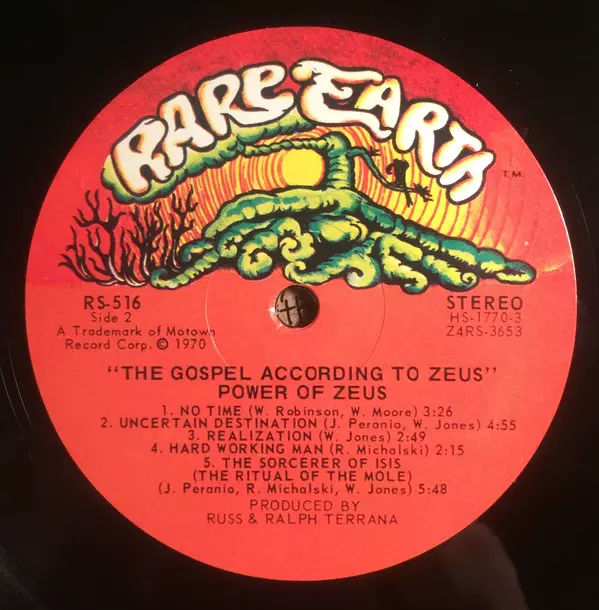 RARE EARTH
T.M.
RS-516
Side 2
A Trademark of Motown
Record Corp. © 1970
STEREO
HS-1770-3
Z4RS-3653
"THE GOSPEL ACCORDING TO ZEUS"
POWER OF ZEUS
1. NO TIME (W. Robinson, W. Moore) 3:26
2. UNCERTAIN DESTINATION (J. Peranio, W. Jones) 4:55
3. REALIZATION (W. Jones) 2:49
4. HARD WORKING MAN (R. Michalski) 2:15
5. THE SORCERER OF ISIS
(THE RITUAL OF THE MOLE)
(J. Peranio, R. Michalski, W. Jones) 5:48
PRODUCED BY
RUSS & RALPH TERRANA